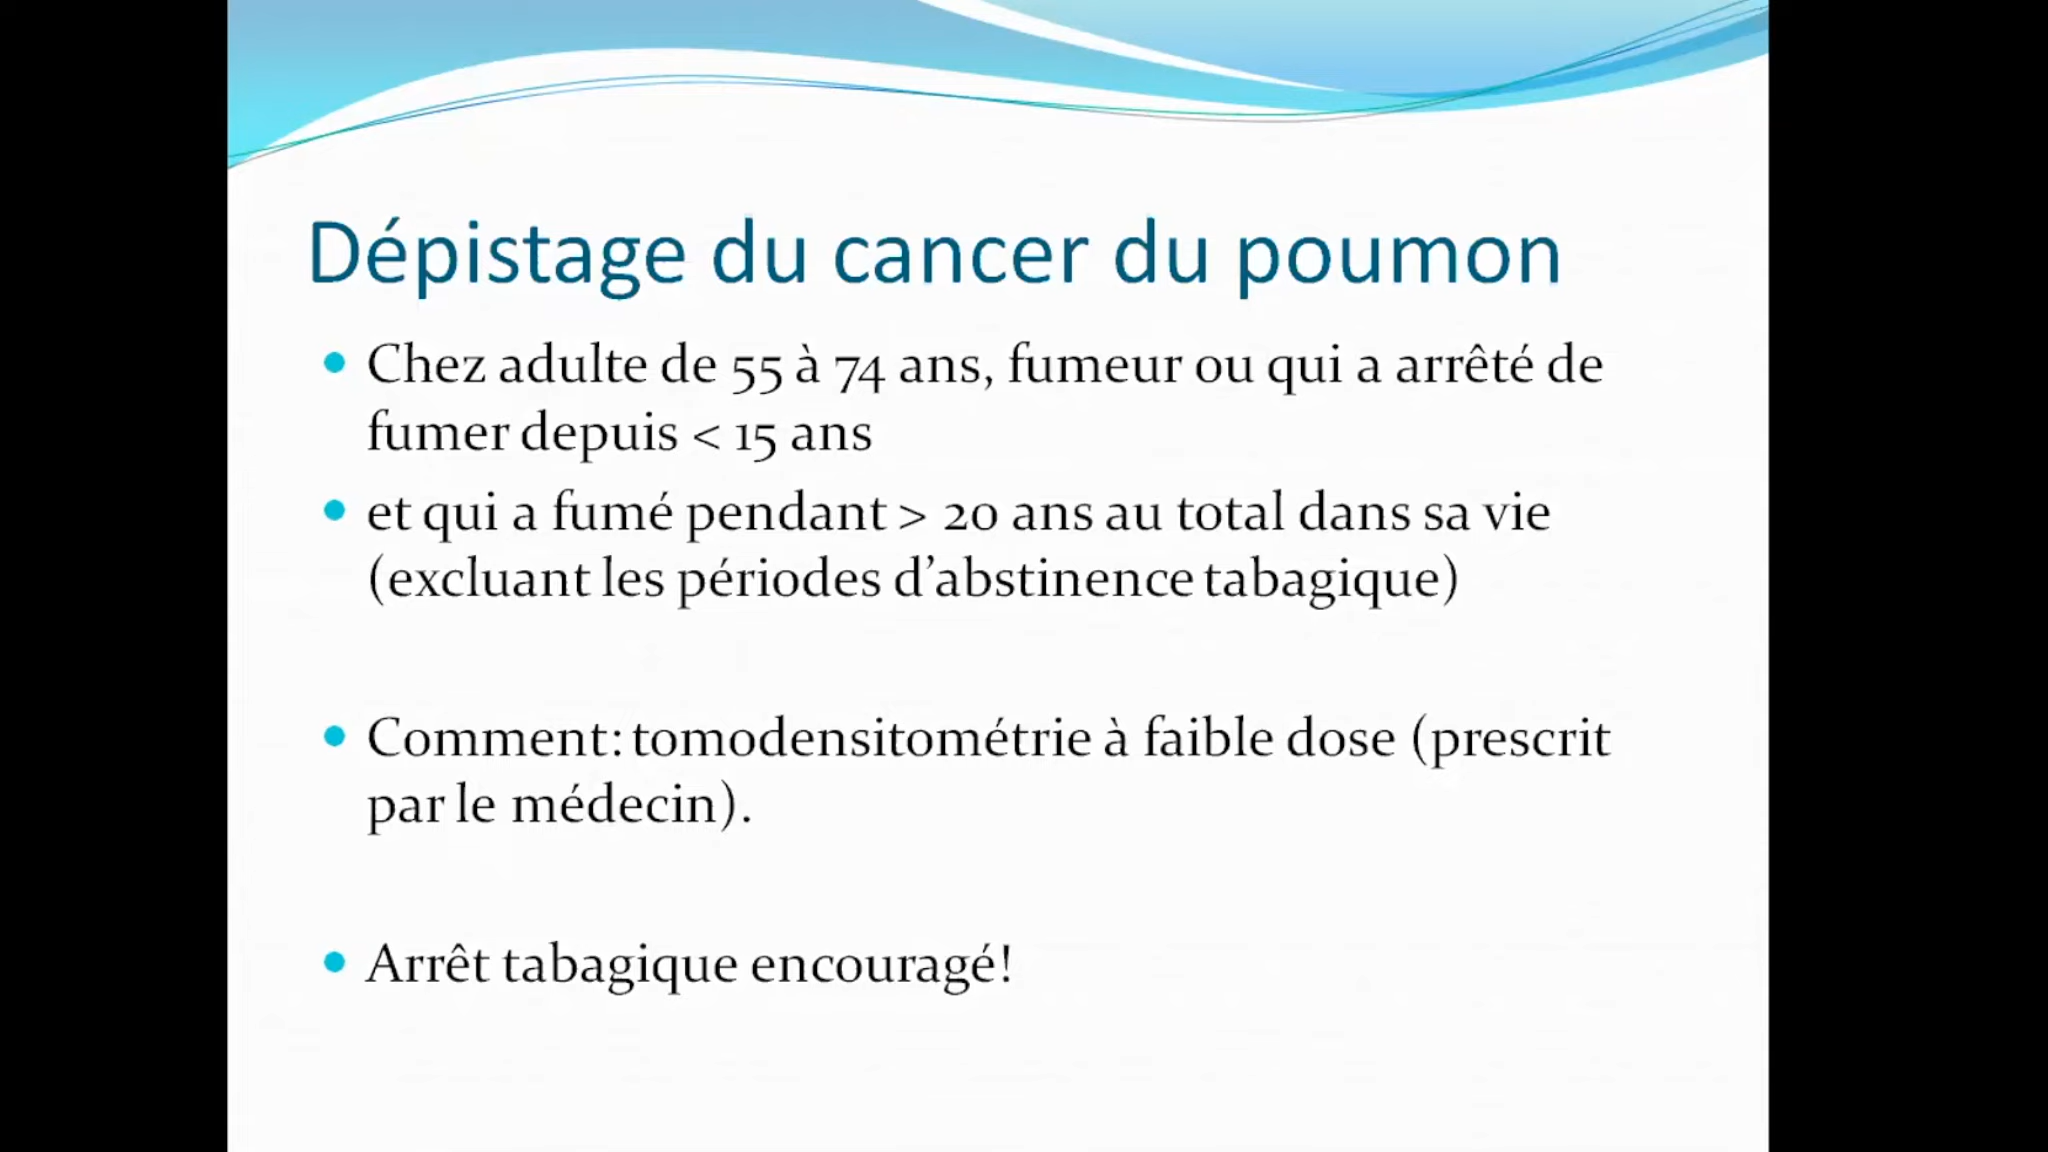 Dépistage du cancer du poumon
• Chez adulte de 55 à 74 ans, fumeur ou qui a arrêté de
fumer depuis < 15 ans
• et qui a fumé pendant > 20 ans au total dans sa vie
(excluant les périodes d’abstinence tabagique)
• Comment: tomodensitométrie à faible dose (prescrit
par le médecin).
• Arrêt tabagique encouragé!